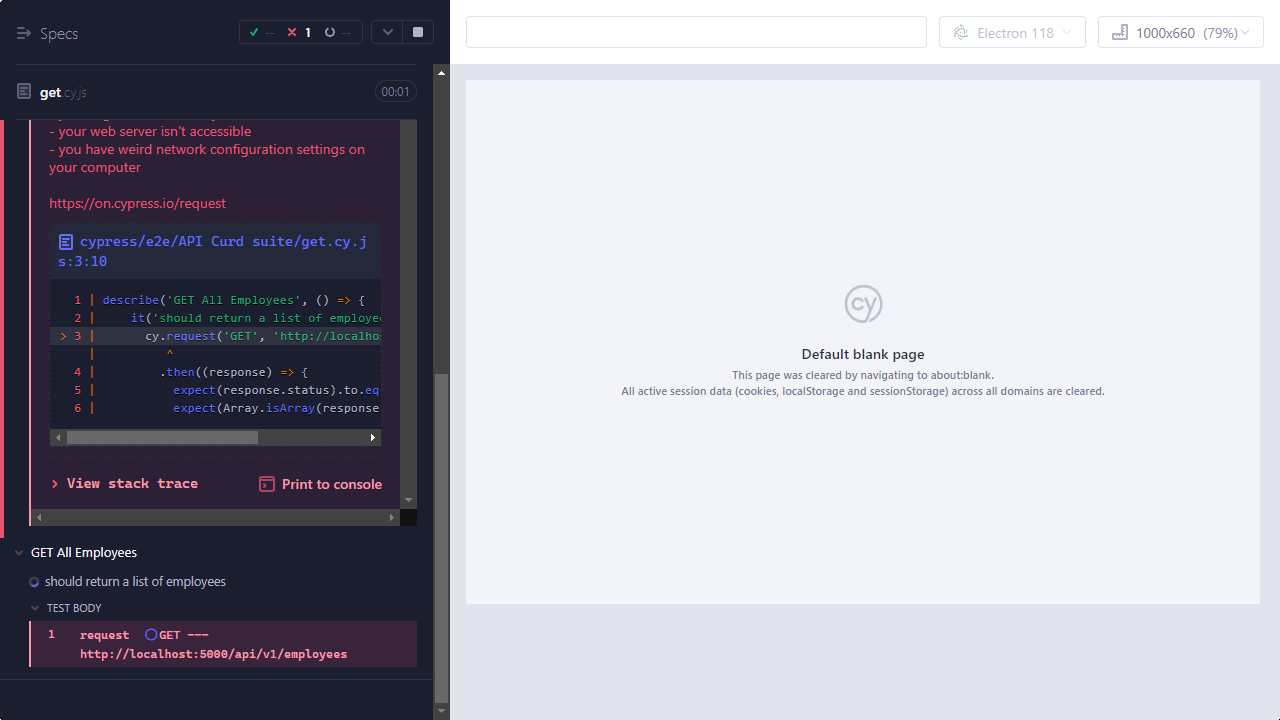 Specs
-- 1 --
Electron 118
1000x660 (79%)
get.cy.js
00:01
- your web server isn't accessible
- you have weird network configuration settings on
your computer
https://on.cypress.io/request
cypress/e2e/API Curd suite/get.cy.j
s:3:10
1 | describe('GET All Employees', () => {
2 | it('should return a list of employe
> 3 | cy.request('GET', 'http://localho
| ^
4 | .then((response) => {
5 | expect(response.status).to.eq
6 | expect(Array.isArray(response
View stack trace
Print to console
GET All Employees
should return a list of employees
TEST BODY
1 request GET ---
http://localhost:5000/api/v1/employees
cy
Default blank page
This page was cleared by navigating to about:blank.
All active session data (cookies, localStorage and sessionStorage) across all domains are cleared.